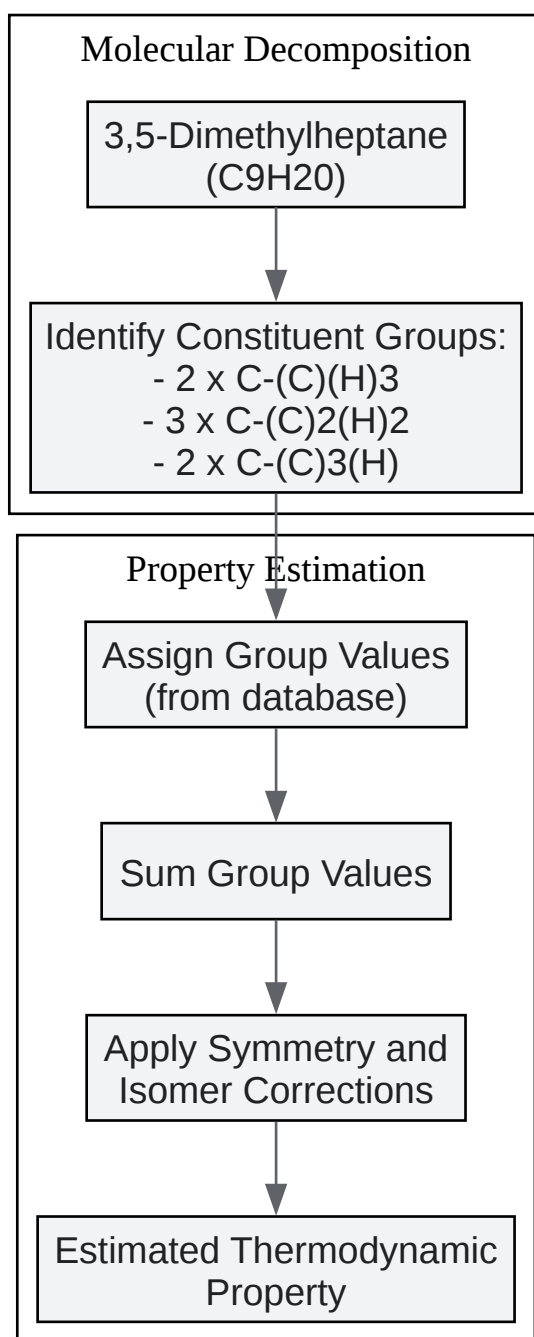 Molecular Decomposition
3,5-Dimethylheptane
(C9H20)
Identify Constituent Groups:
- 2 x C-(C)(H)3
- 3 x C-(C)2(H)2
- 2 x C-(C)3(H)
Property Estimation
Assign Group Values
(from database)
Sum Group Values
Apply Symmetry and
Isomer Corrections
Estimated Thermodynamic
Property